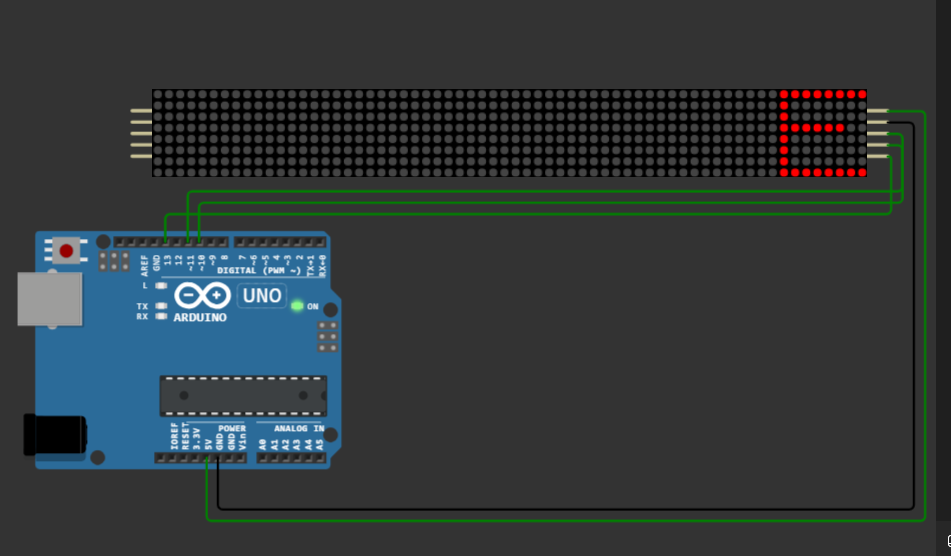 E
AREF
GND
13
12
~11
~10
~9
8
7
~6
~5
4
~3
2
TX→1
RX←0
DIGITAL (PWM ~)
L
UNO
ON
TX
RX
ARDUINO
IOREF
RESET
3.3V
5V
GND
GND
Vin
POWER
ANALOG IN
A0
A1
A2
A3
A4
A5